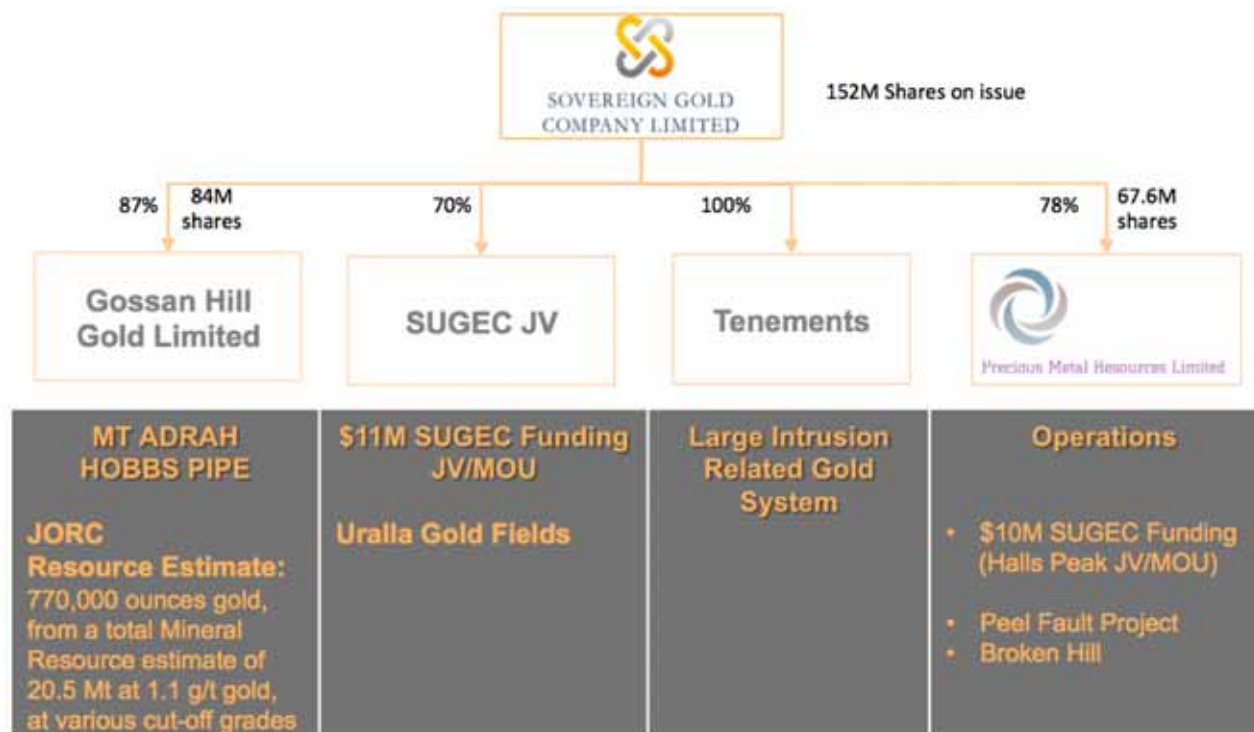 SOVEREIGN GOLD
COMPANY LIMITED
152M Shares on issue
87%
84M
shares
70%
100%
78%
67.6M
shares
Gossan Hill
Gold Limited
SUGEC JV
Tenements
Precious Metal Resources Limited
MT ADRAH
HOBBS PIPE
JORC
Resource Estimate:
770,000 ounces gold,
from a total Mineral
Resource estimate of
20.5 Mt at 1.1 g/t gold,
at various cut-off grades
$11M SUGEC Funding
JV/MOU
Uralla Gold Fields
Large Intrusion
Related Gold
System
Operations
• $10M SUGEC Funding
(Halls Peak JV/MOU)
• Peel Fault Project
• Broken Hill